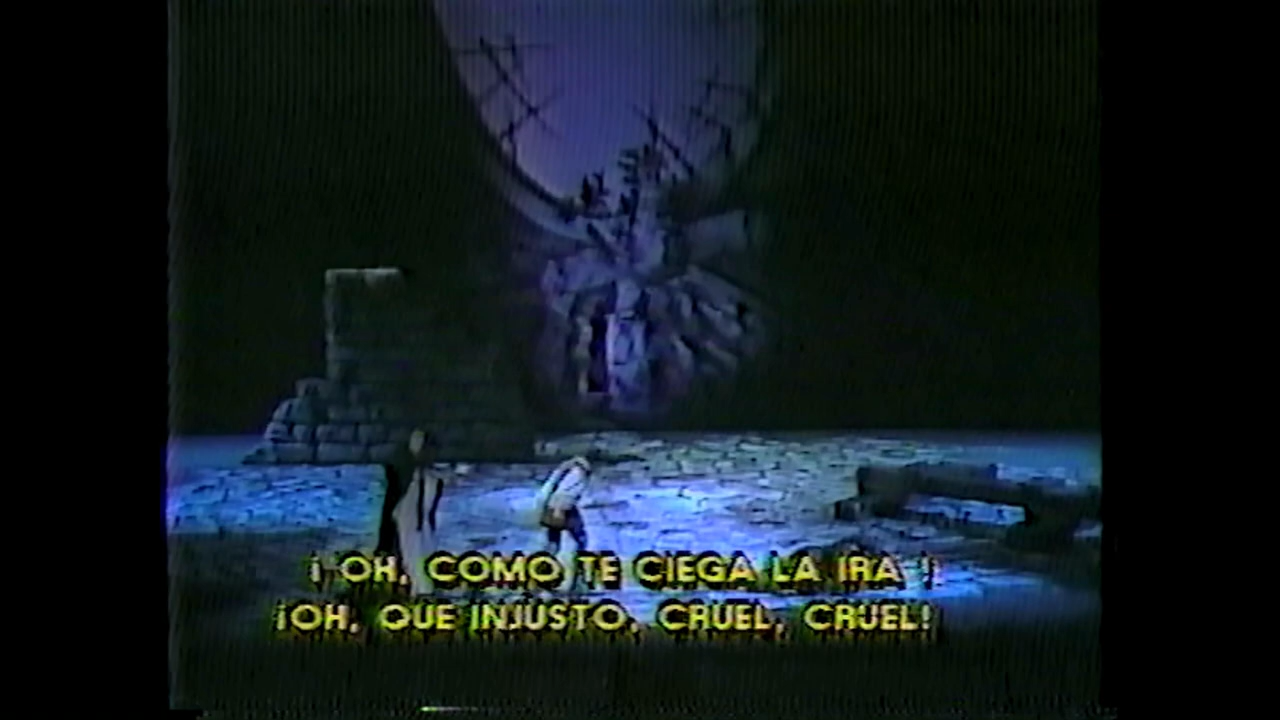 ¡ OH, COMO TE CIEGA LA IRA !
¡OH, QUE INJUSTO, CRUEL, CRUEL!